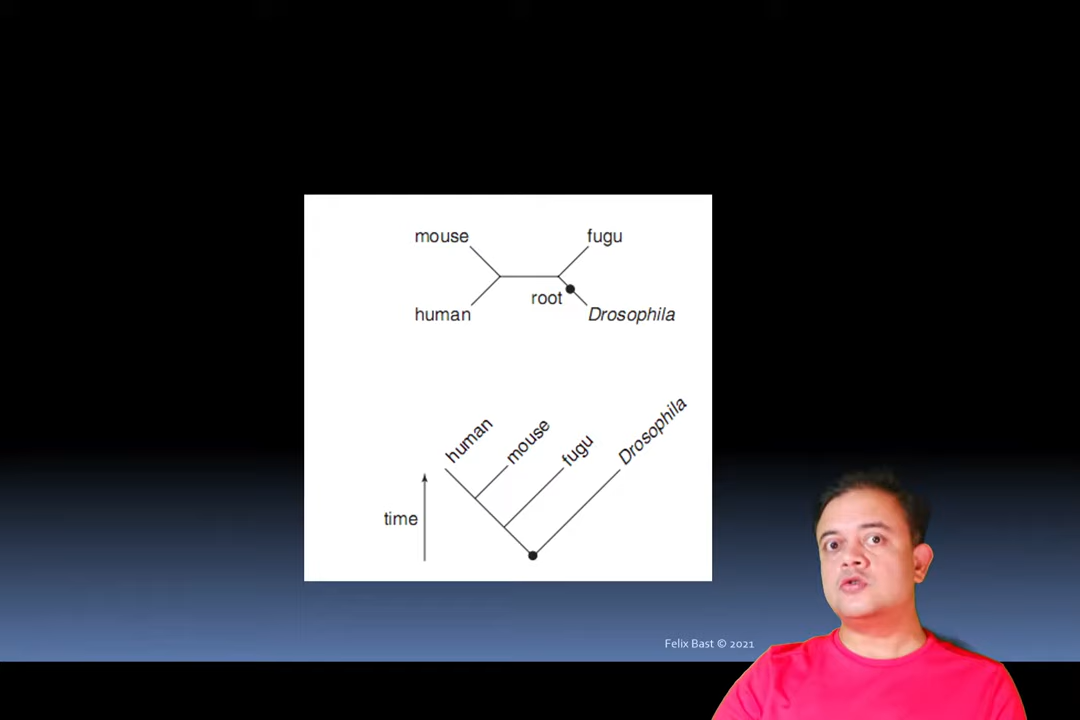 mouse
fugu
root
human
Drosophila
human
mouse
fugu
Drosophila
time
Felix Bast © 2021